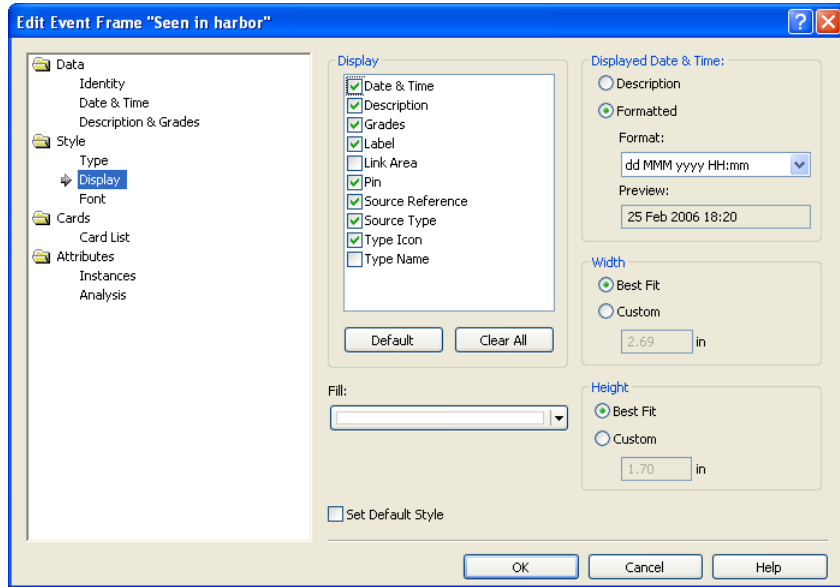 Edit Event Frame "Seen in harbor"
Data
Identity
Date & Time
Description & Grades
Style
Type
Display
Font
Cards
Card List
Attributes
Instances
Analysis
Display
Date & Time
Description
Grades
Label
Link Area
Pin
Source Reference
Source Type
Type Icon
Type Name
Default
Clear All
Fill:
Set Default Style
Displayed Date & Time:
Description
Formatted
Format:
dd MMM yyyy HH:mm
Preview:
25 Feb 2006 18:20
Width
Best Fit
Custom
2.69 in
Height
Best Fit
Custom
1.70 in
OK
Cancel
Help